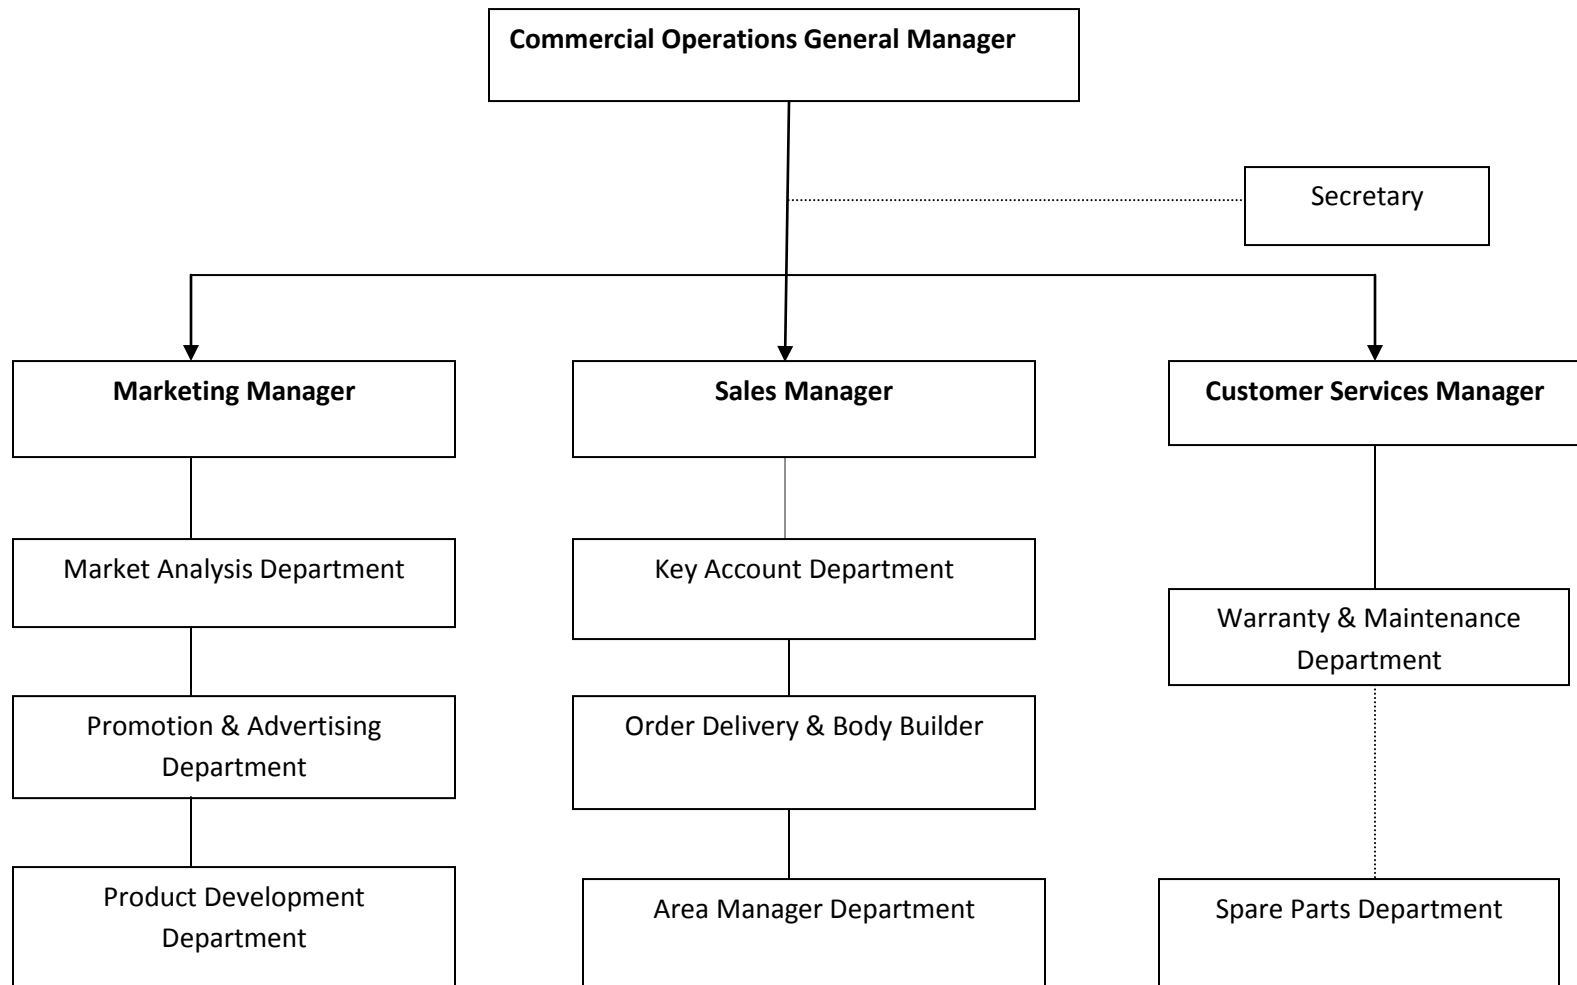 Commercial Operations General Manager
Secretary
Marketing Manager
Sales Manager
Customer Services Manager
Market Analysis Department
Key Account Department
Warranty & Maintenance
Department
Promotion & Advertising
Department
Order Delivery & Body Builder
Product Development
Department
Area Manager Department
Spare Parts Department